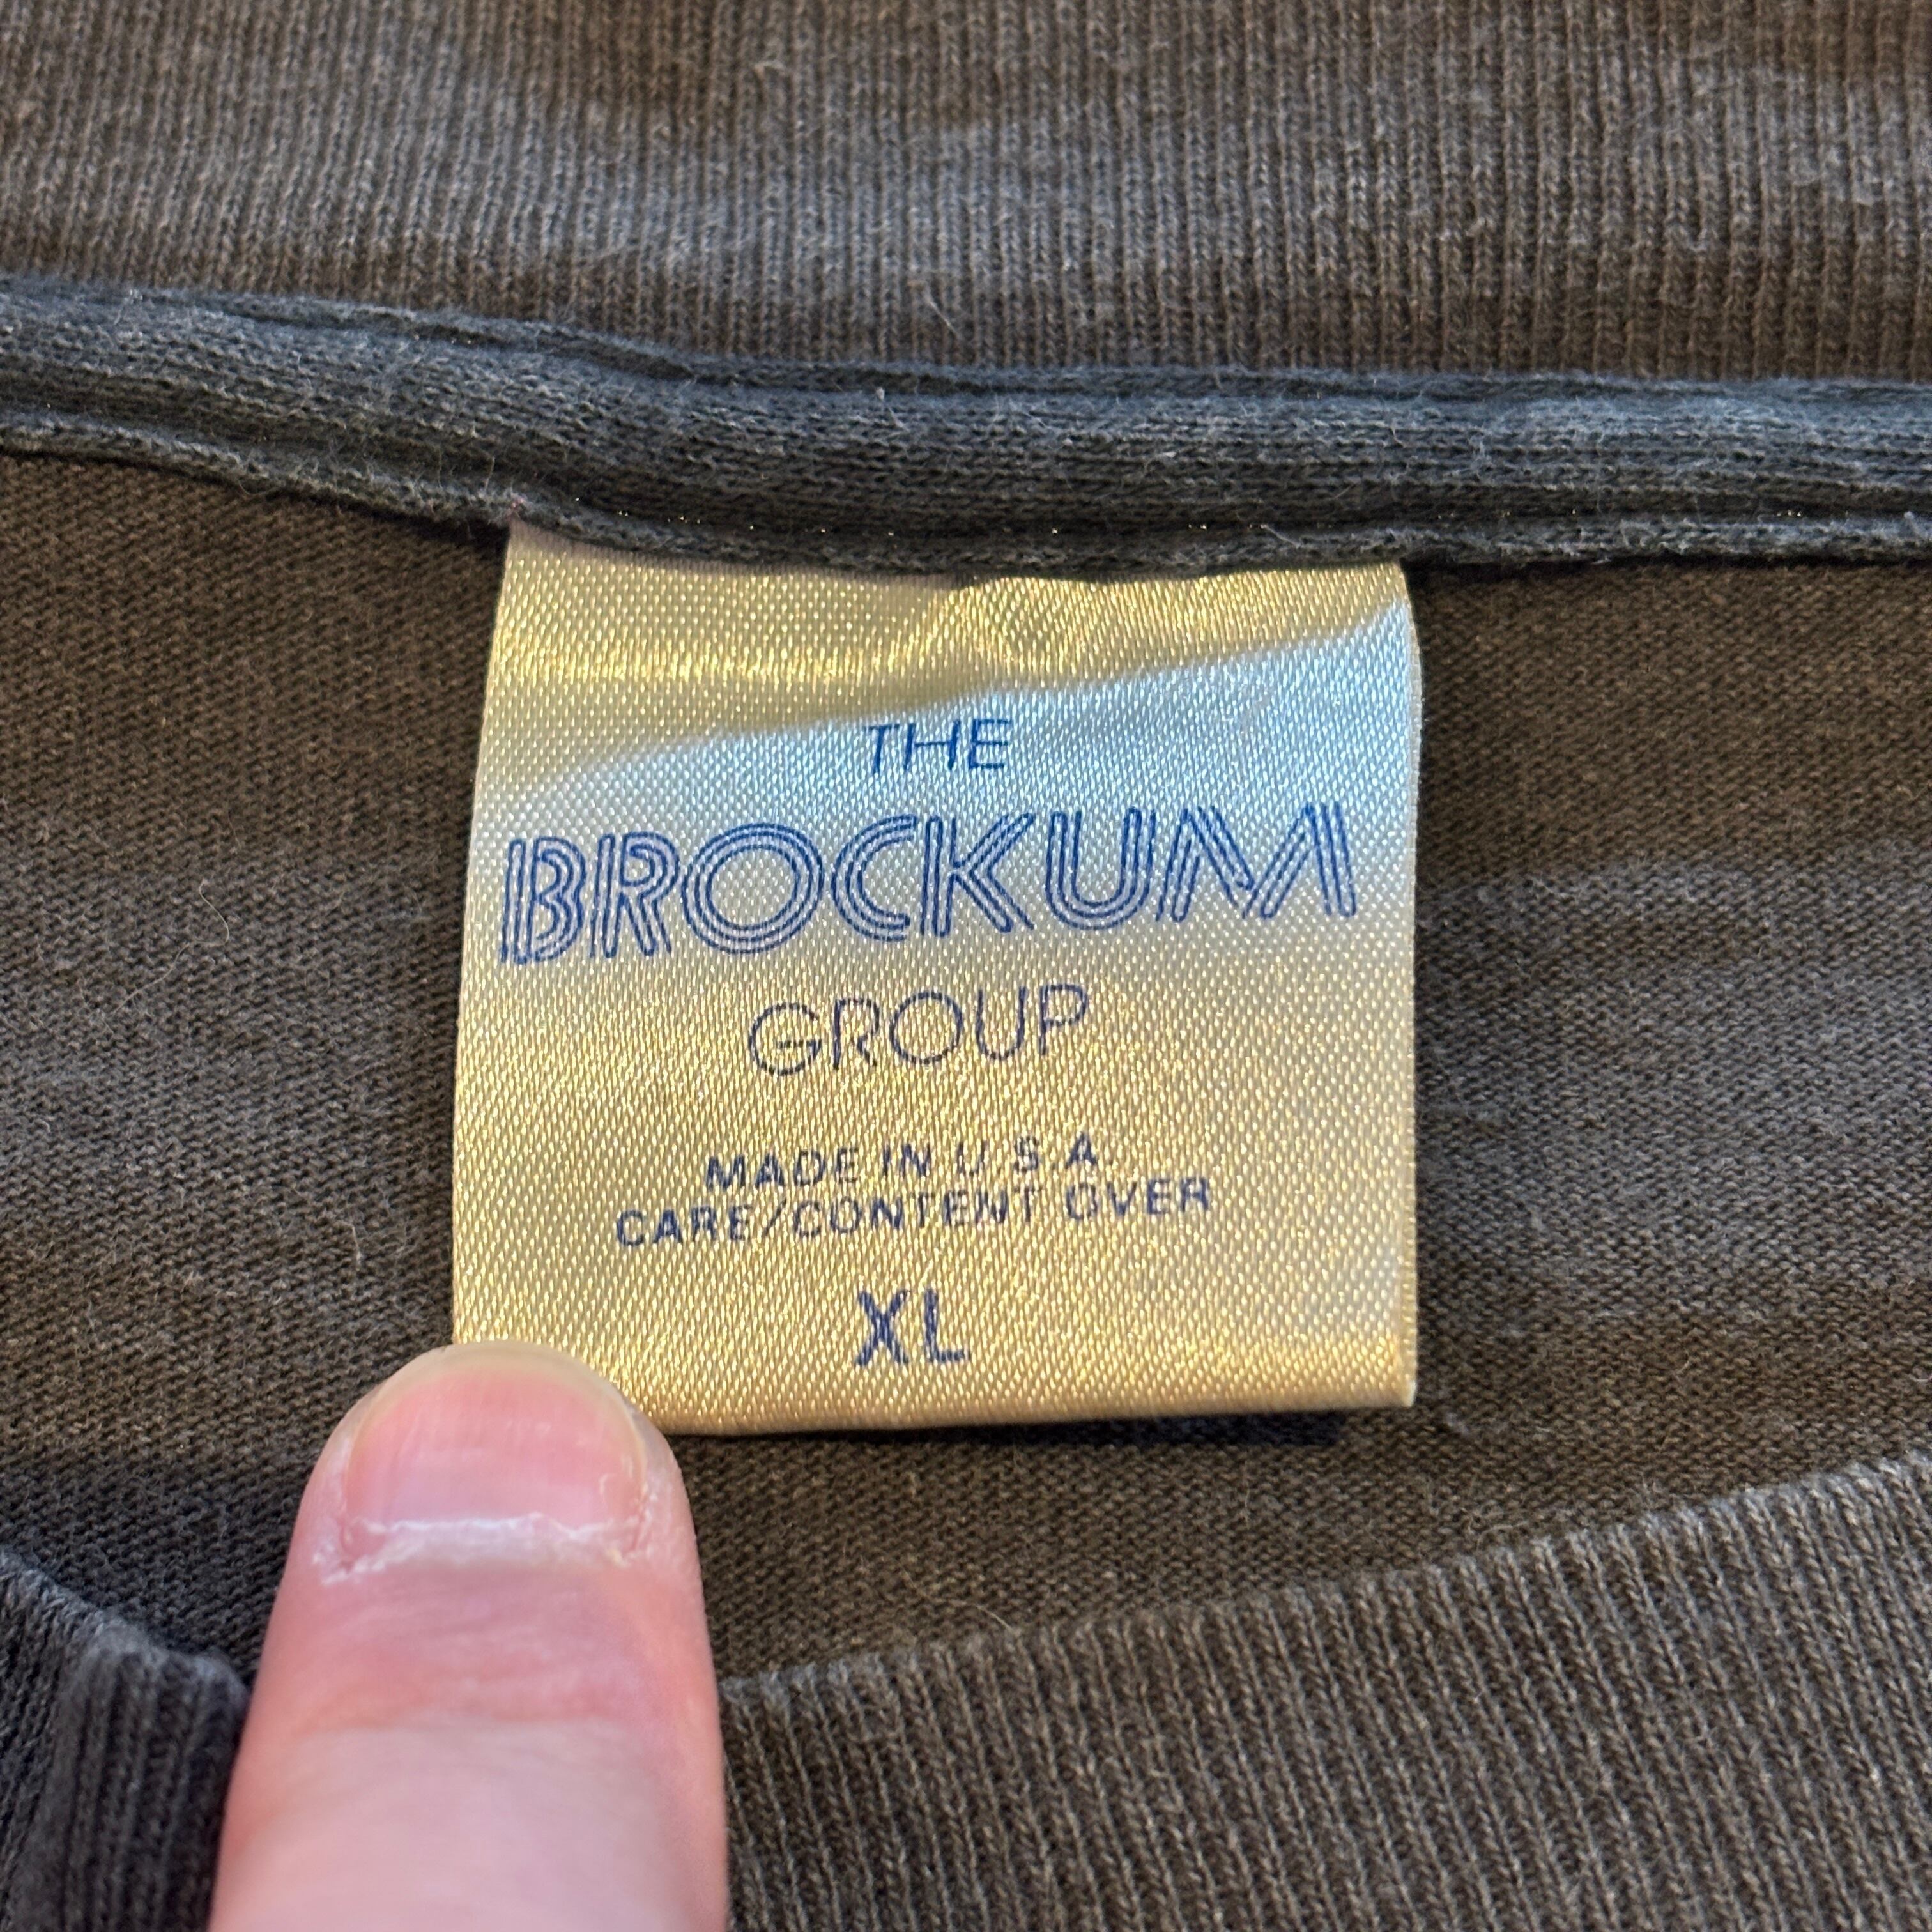 THE
BROCKUM
GROUP
MADE IN U.S.A.
CARE/CONTENT OVER
XL